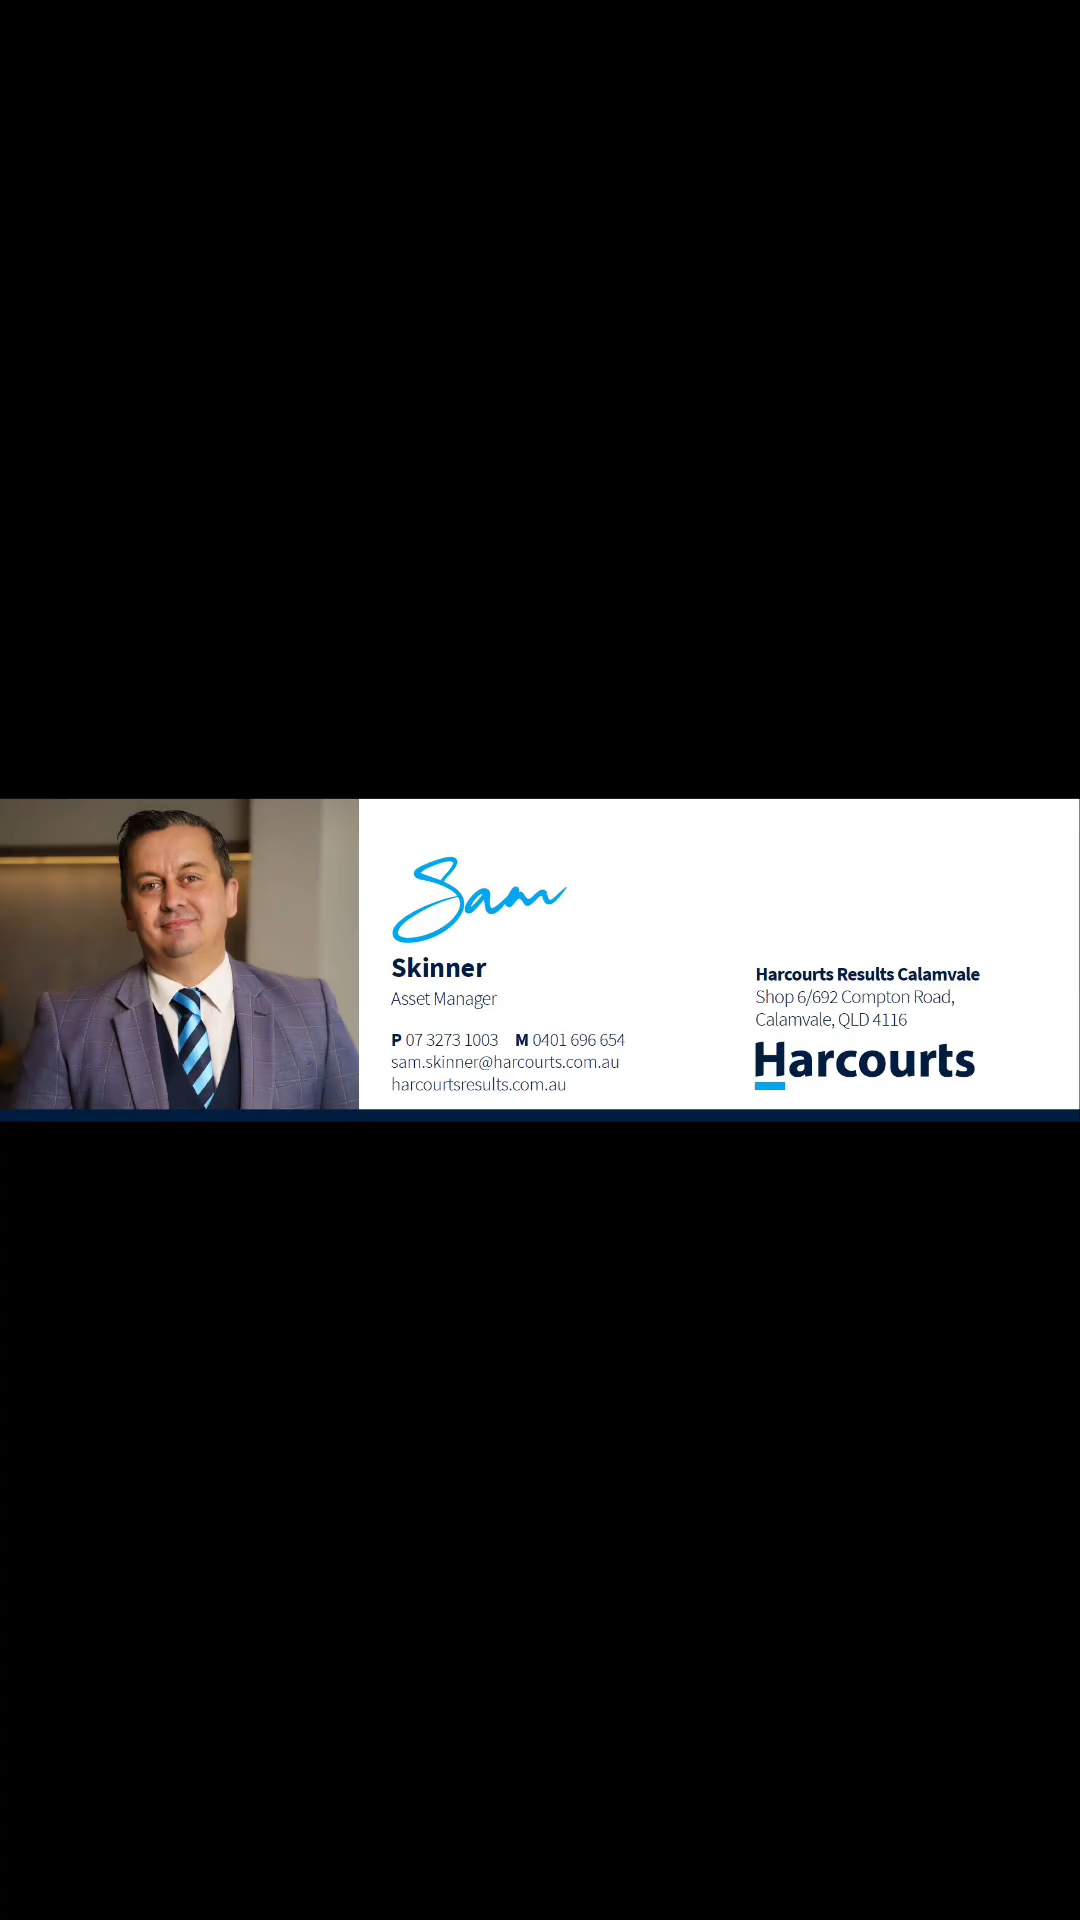 Sam
Skinner
Asset Manager
P 07 3273 1003 M 0401 696 654
sam.skinner@harcourts.com.au
harcourtsresults.com.au
Harcourts Results Calamvale
Shop 6/692 Compton Road,
Calamvale, QLD 4116
Harcourts